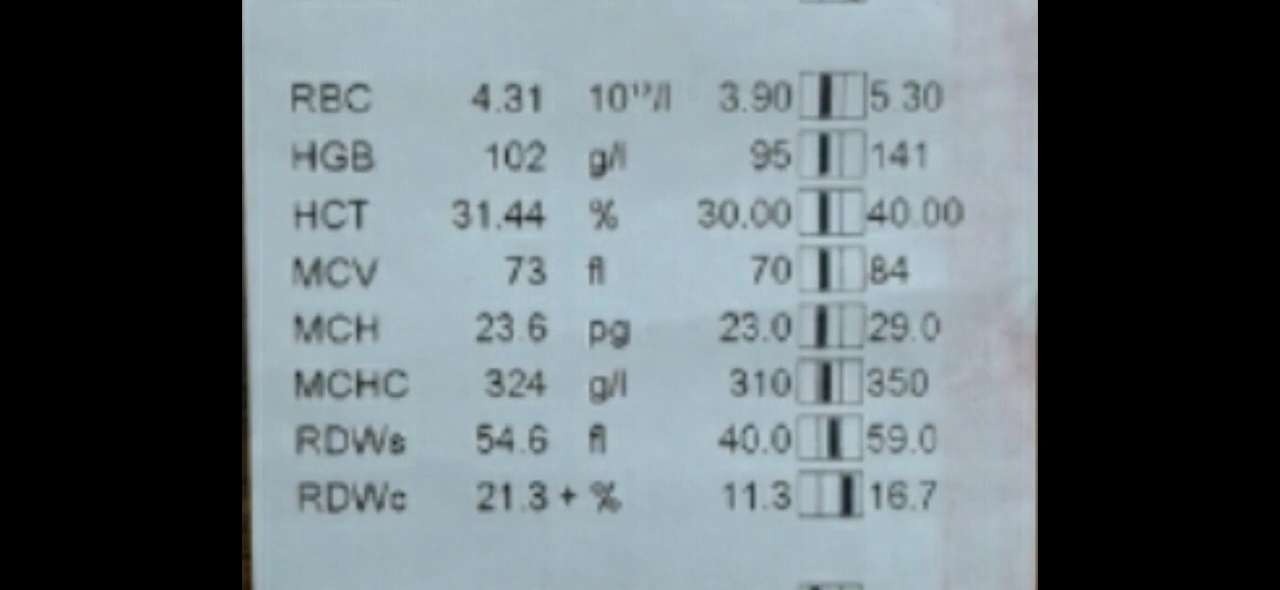 RBC 4.31 10¹²/l 3.90 5.30
HGB 102 g/l 95 141
HCT 31.44 % 30.00 40.00
MCV 73 fl 70 84
MCH 23.6 pg 23.0 29.0
MCHC 324 g/l 310 350
RDWs 54.6 fl 40.0 59.0
RDWc 21.3 + % 11.3 16.7